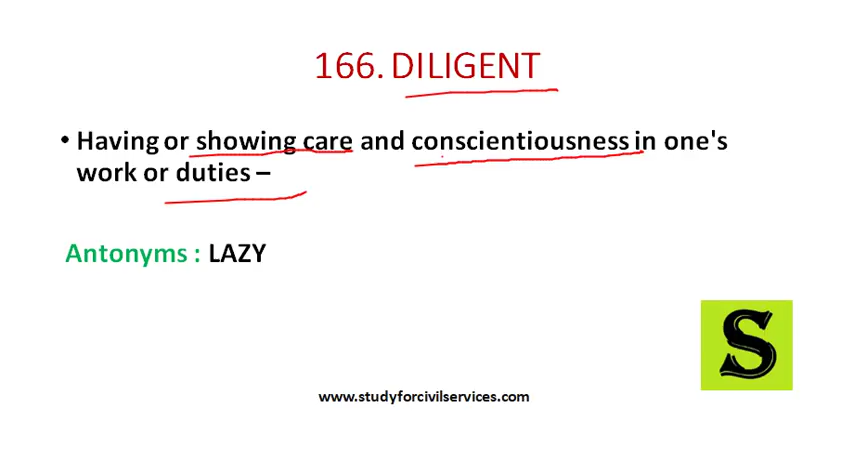 166. DILIGENT
• Having or showing care and conscientiousness in one's
work or duties –
Antonyms : LAZY
S
www.studyforcivilservices.com